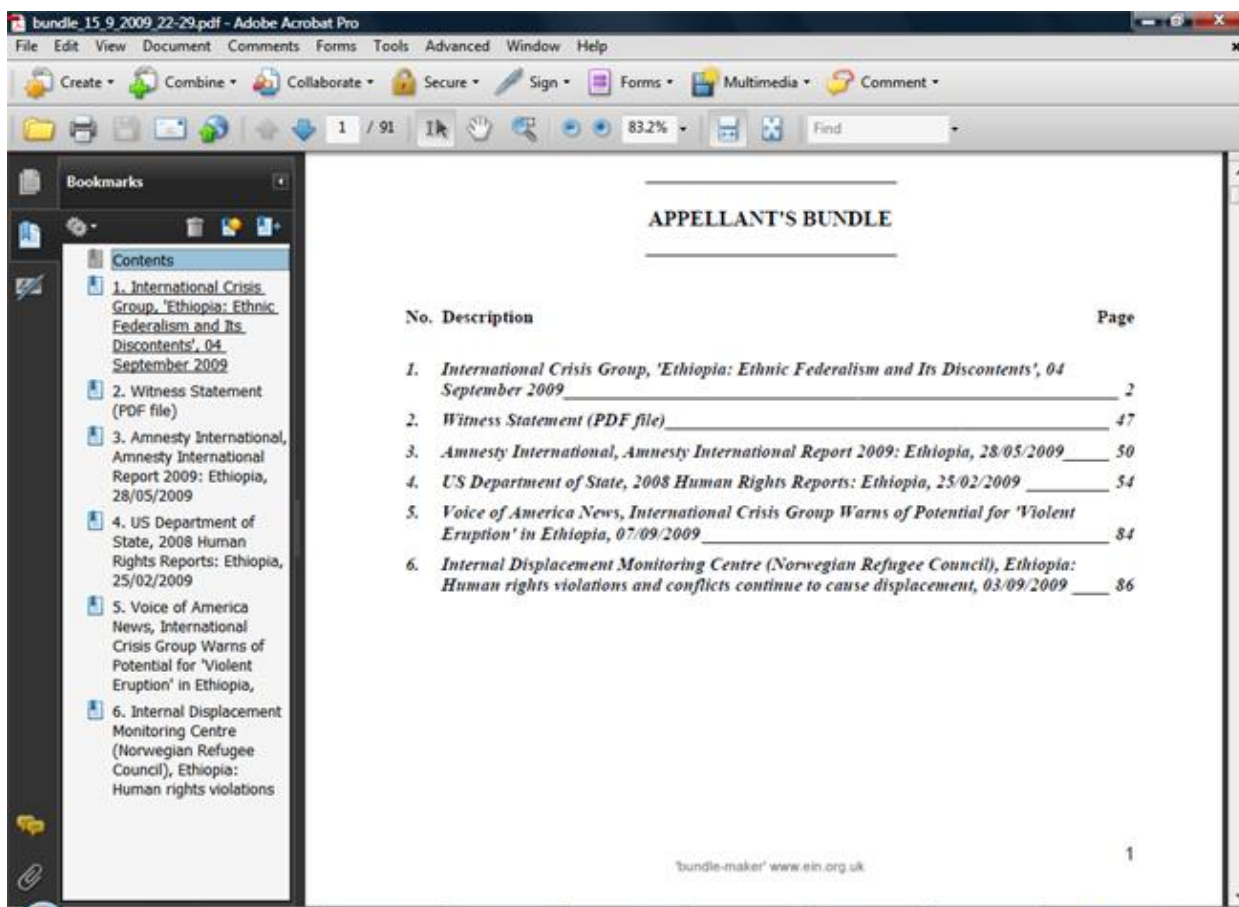 bundle_15_9_2009_22-29.pdf - Adobe Acrobat Pro
File Edit View Document Comments Forms Tools Advanced Window Help
Create Combine Collaborate Secure Sign Forms Multimedia Comment
1 / 91 83.2% Find
Bookmarks
Contents
1. International Crisis
Group, 'Ethiopia: Ethnic
Federalism and Its
Discontents', 04
September 2009
2. Witness Statement
(PDF file)
3. Amnesty International,
Amnesty International
Report 2009: Ethiopia,
28/05/2009
4. US Department of
State, 2008 Human
Rights Reports: Ethiopia,
25/02/2009
5. Voice of America
News, International
Crisis Group Warns of
Potential for 'Violent
Eruption' in Ethiopia,
6. Internal Displacement
Monitoring Centre
(Norwegian Refugee
Council), Ethiopia:
Human rights violations
APPELLANT'S BUNDLE
No. Description Page
1. International Crisis Group, 'Ethiopia: Ethnic Federalism and Its Discontents', 04
September 2009 2
2. Witness Statement (PDF file) 47
3. Amnesty International, Amnesty International Report 2009: Ethiopia, 28/05/2009 50
4. US Department of State, 2008 Human Rights Reports: Ethiopia, 25/02/2009 54
5. Voice of America News, International Crisis Group Warns of Potential for 'Violent
Eruption' in Ethiopia, 07/09/2009 84
6. Internal Displacement Monitoring Centre (Norwegian Refugee Council), Ethiopia:
Human rights violations and conflicts continue to cause displacement, 03/09/2009 86
'bundle-maker' www.ein.org.uk
1